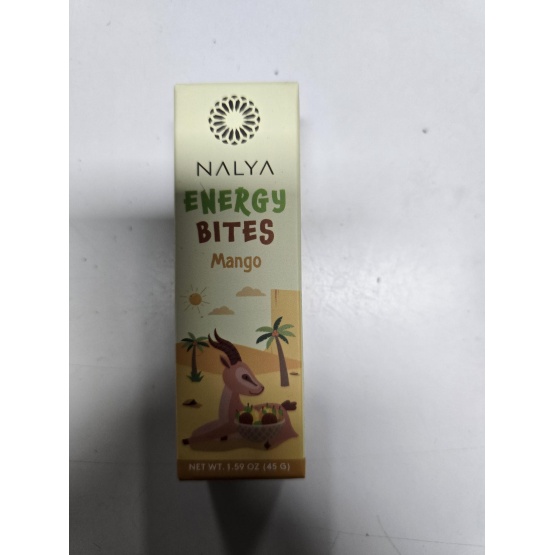 NALYA
ENERGY
BITES
Mango
NET WT. 1.59 OZ (45 G)